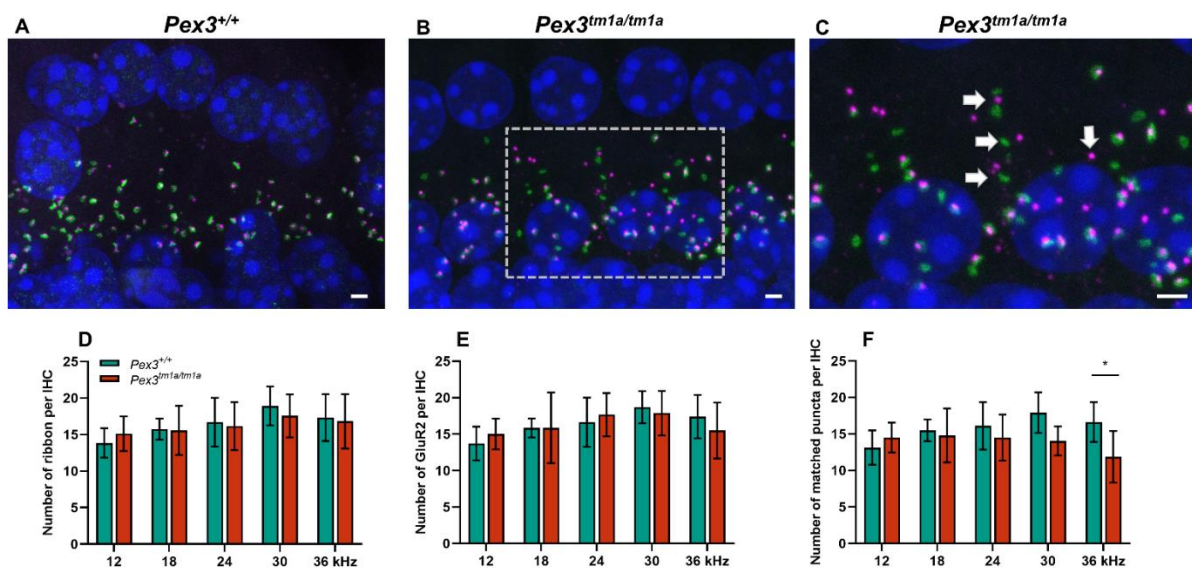 A Pex3+/+
B Pex3tm1a/tm1a
C Pex3tm1a/tm1a
D
Number of ribbon per IHC
25
20
15
10
5
0
Pex3+/+
Pex3tm1a/tm1a
12 18 24 30 36 kHz
E
Number of GluR2 per IHC
25
20
15
10
5
0
12 18 24 30 36 kHz
F
Number of matched puncta per IHC
25
20
15
10
5
0
*
12 18 24 30 36 kHz